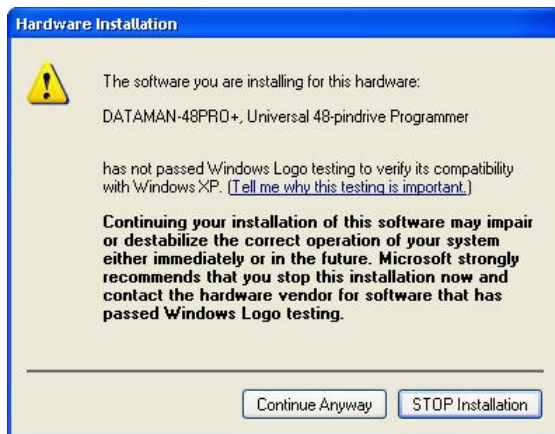 Hardware Installation
The software you are installing for this hardware:
DATAMAN-48PRO+, Universal 48-pindrive Programmer
has not passed Windows Logo testing to verify its compatibility
with Windows XP. (Tell me why this testing is important.)
Continuing your installation of this software may impair
or destabilize the correct operation of your system
either immediately or in the future. Microsoft strongly
recommends that you stop this installation now and
contact the hardware vendor for software that has
passed Windows Logo testing.
Continue Anyway
STOP Installation